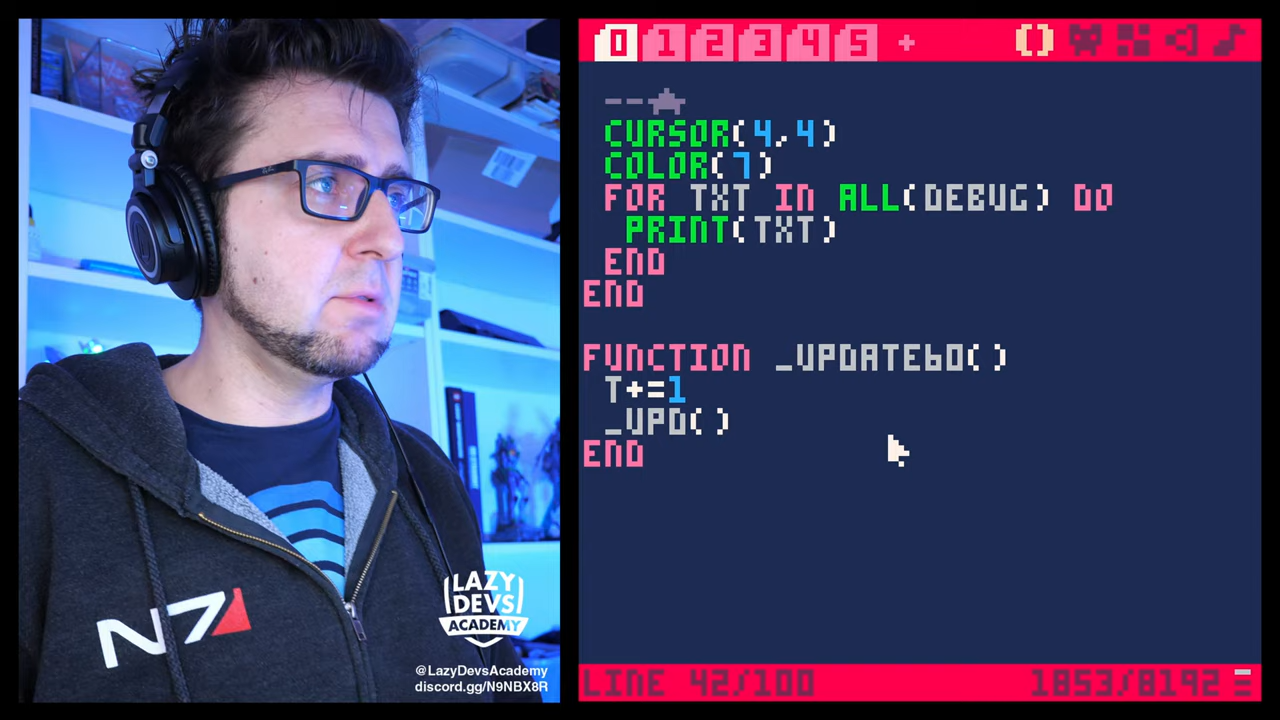 0 1 2 3 4 5 +
--
CURSOR(4,4)
COLOR(7)
FOR TXT IN ALL(DEBUG) DO
PRINT(TXT)
END
END
FUNCTION _UPDATE60()
T+=1
_UPD()
END
LINE 42/100 1853/8192
N7
LAZY
DEVS
ACADEMY
@LazyDevsAcademy
discord.gg/N9NBX8R